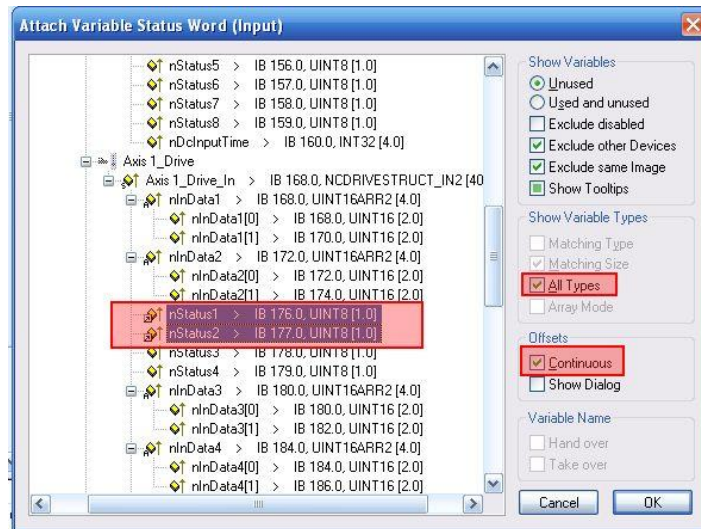 Attach Variable Status Word (Input)
nStatus5 > IB 156.0, UINT8 [1.0]
nStatus6 > IB 157.0, UINT8 [1.0]
nStatus7 > IB 158.0, UINT8 [1.0]
nStatus8 > IB 159.0, UINT8 [1.0]
nDcInputTime > IB 160.0, INT32 [4.0]
Axis 1_Drive
Axis 1_Drive_In > IB 168.0, NCDRIVESTRUCT_IN2 [40
nInData1 > IB 168.0, UINT16ARR2 [4.0]
nInData1[0] > IB 168.0, UINT16 [2.0]
nInData1[1] > IB 170.0, UINT16 [2.0]
nInData2 > IB 172.0, UINT16ARR2 [4.0]
nInData2[0] > IB 172.0, UINT16 [2.0]
nInData2[1] > IB 174.0, UINT16 [2.0]
nStatus1 > IB 176.0, UINT8 [1.0]
nStatus2 > IB 177.0, UINT8 [1.0]
nStatus3 > IB 178.0, UINT8 [1.0]
nStatus4 > IB 179.0, UINT8 [1.0]
nInData3 > IB 180.0, UINT16ARR2 [4.0]
nInData3[0] > IB 180.0, UINT16 [2.0]
nInData3[1] > IB 182.0, UINT16 [2.0]
nInData4 > IB 184.0, UINT16ARR2 [4.0]
nInData4[0] > IB 184.0, UINT16 [2.0]
nInData4[1] > IB 186.0, UINT16 [2.0]
Show Variables
Unused
Used and unused
Exclude disabled
Exclude other Devices
Exclude same Image
Show Tooltips
Show Variable Types
Matching Type
Matching Size
All Types
Array Mode
Offsets
Continuous
Show Dialog
Variable Name
Hand over
Take over
Cancel
OK